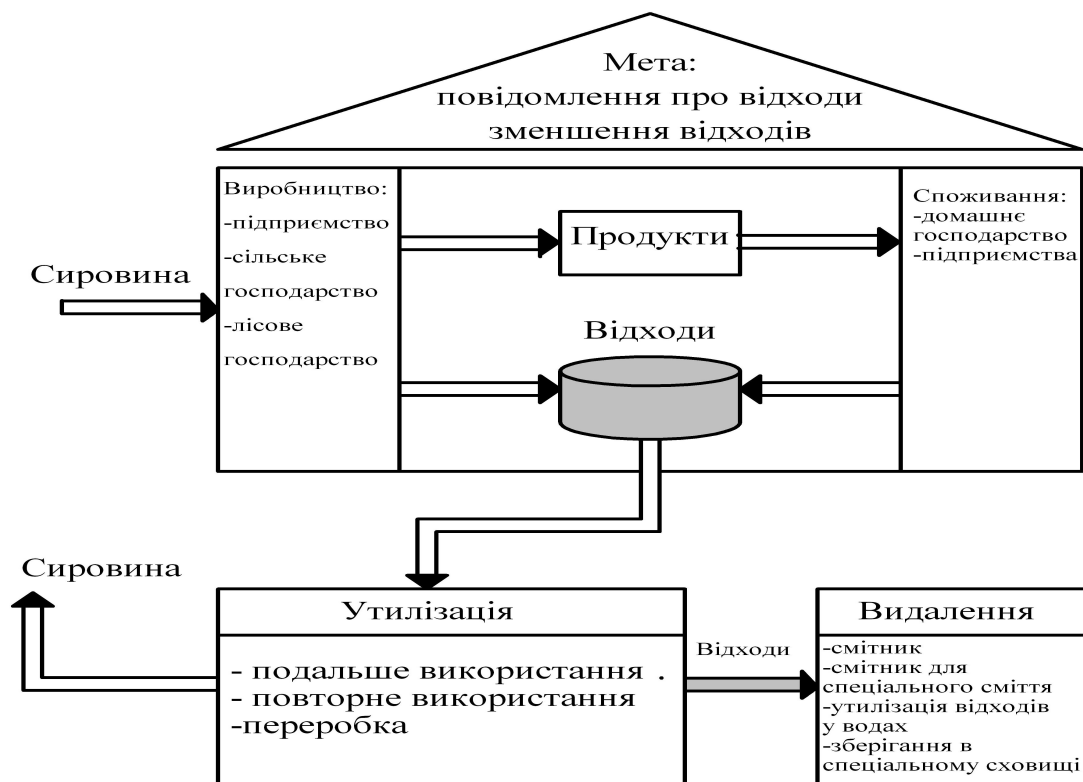 Мета:
повідомлення про відходи
зменшення відходів
Сировина
Виробництво:
-підприємство
-сільське
господарство
-лісове
господарство
Продукти
Відходи
Споживання:
-домашнє
господарство
-підприємства
Сировина
Утилізація
- подальше використання .
- повторне використання
-переробка
Відходи
Видалення
-смітник
-смітник для
спеціального сміття
-утилізація відходів
у водах
-зберігання в
спеціальному сховищі